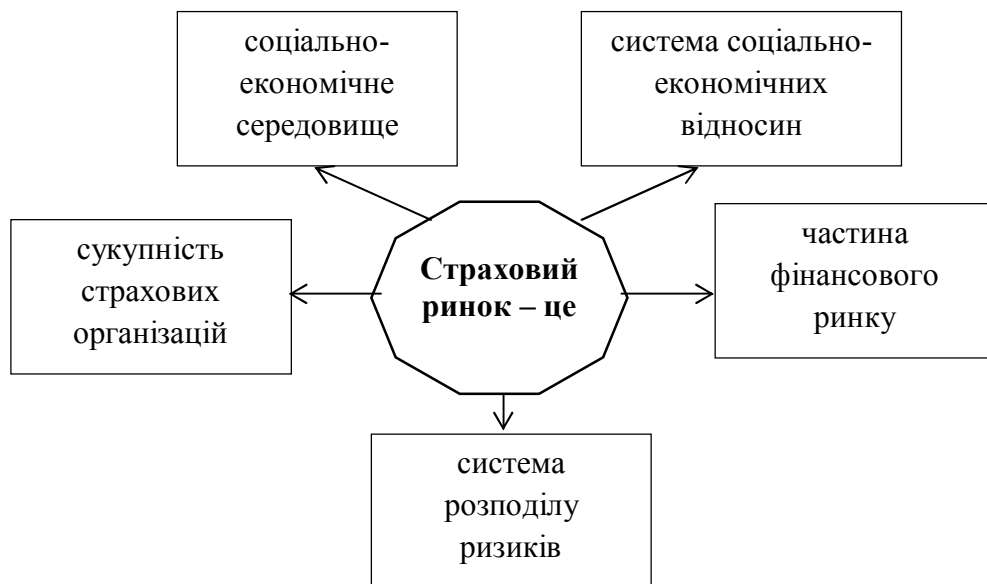 соціально-
економічне
середовище
система соціально-
економічних
відносин
сукупність
страхових
організацій
Страховий
ринок – це
частина
фінансового
ринку
система
розподілу
ризиків